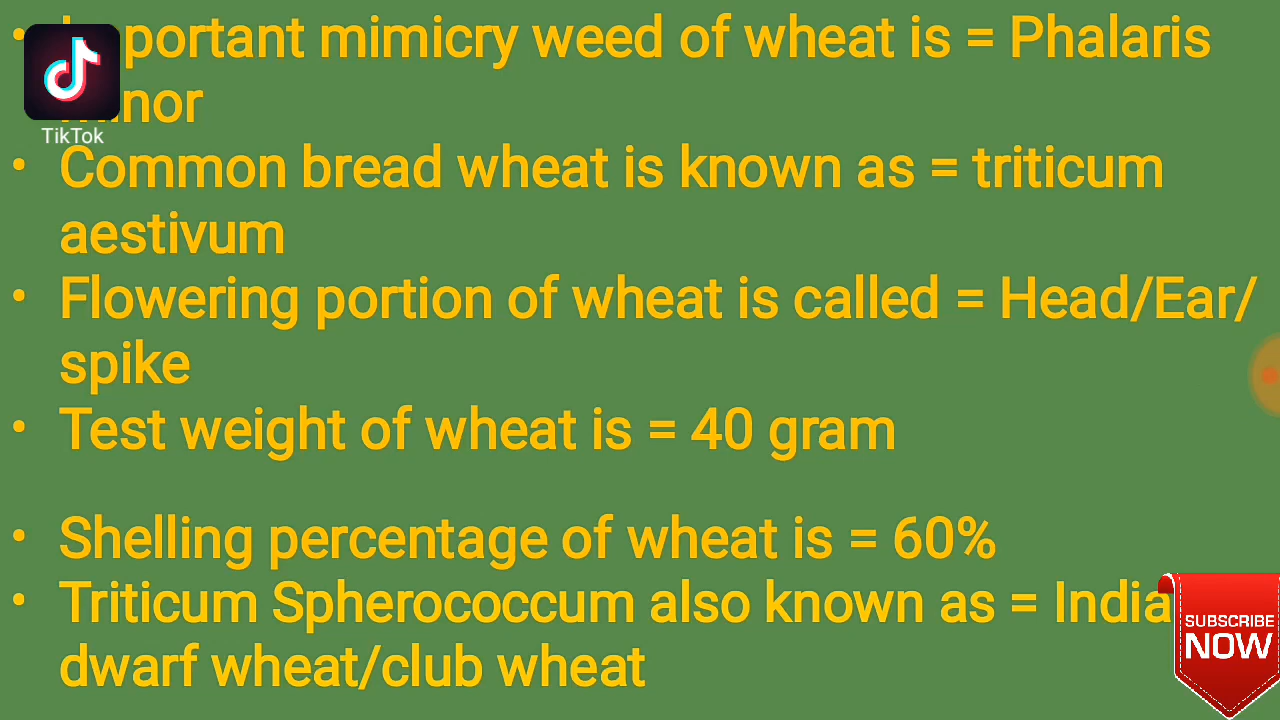 portant mimicry weed of wheat is = Phalaris
nor
TikTok
• Common bread wheat is known as = triticum
aestivum
• Flowering portion of wheat is called = Head/Ear/
spike
• Test weight of wheat is = 40 gram
• Shelling percentage of wheat is = 60%
• Triticum Spherococcum also known as = India
dwarf wheat/club wheat
SUBSCRIBE
NOW